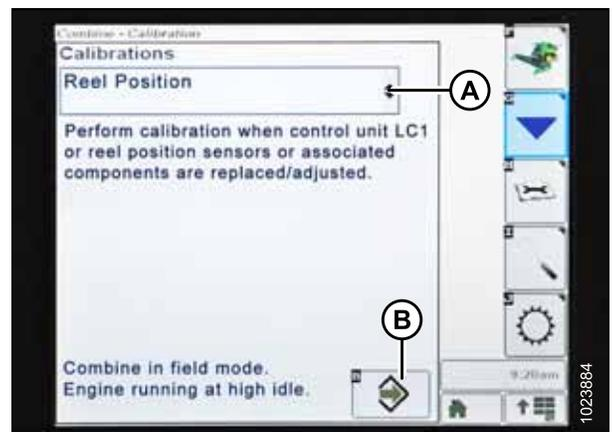 Combine - Calibration
Calibrations
Reel Position
A
Perform calibration when control unit LC1
or reel position sensors or associated
components are replaced/adjusted.
B
Combine in field mode.
Engine running at high idle.
9:20am
1023884